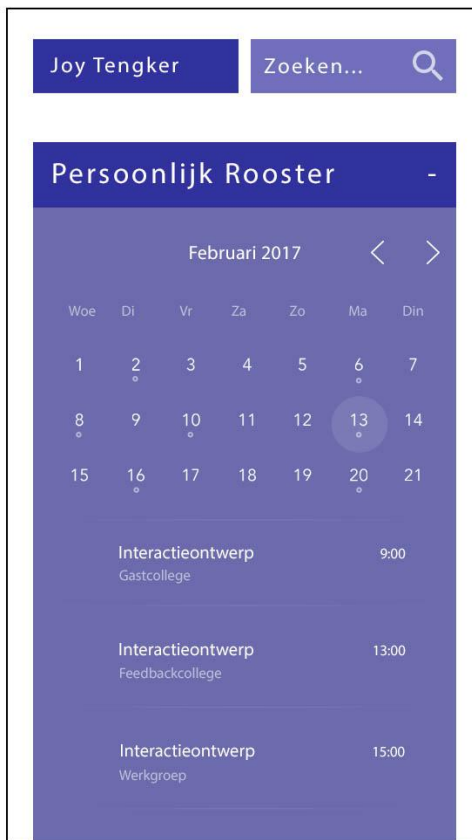 Joy Tengker Zoeken...
Persoonlijk Rooster -
Februari 2017
Woe Di Vr Za Zo Ma Din
1 2 3 4 5 6 7
8 9 10 11 12 13 14
15 16 17 18 19 20 21
Interactieontwerp 9:00
Gastcollege
Interactieontwerp 13:00
Feedbackcollege
Interactieontwerp 15:00
Werkgroep